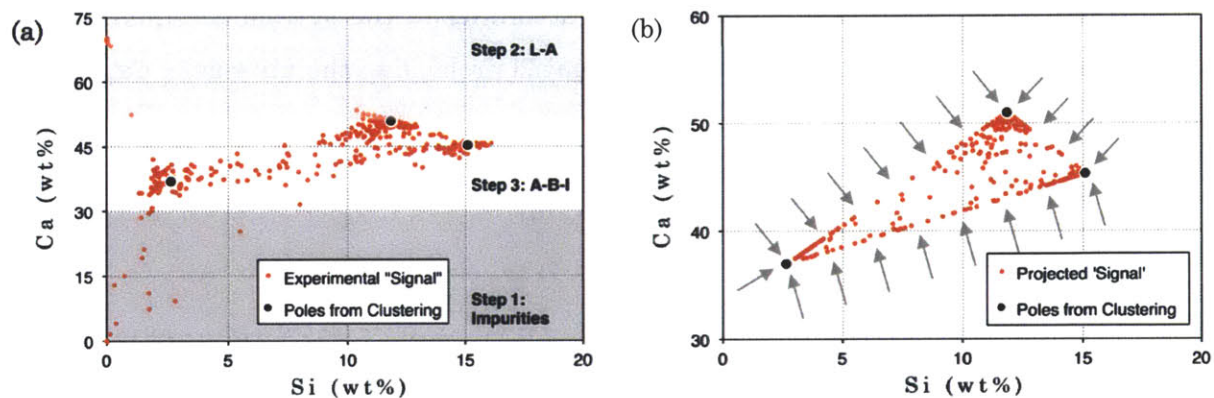 (a)
75
60
45
30
15
0
Ca (wt%)
Step 2: L-A
Step 3: A-B-I
Step 1:
Impurities
Experimental "Signal"
Poles from Clustering
0
5
10
15
20
Si (wt%)
(b)
60
50
40
30
Ca (wt%)
Projected 'Signal'
Poles from Clustering
0
5
10
15
20
Si (wt%)